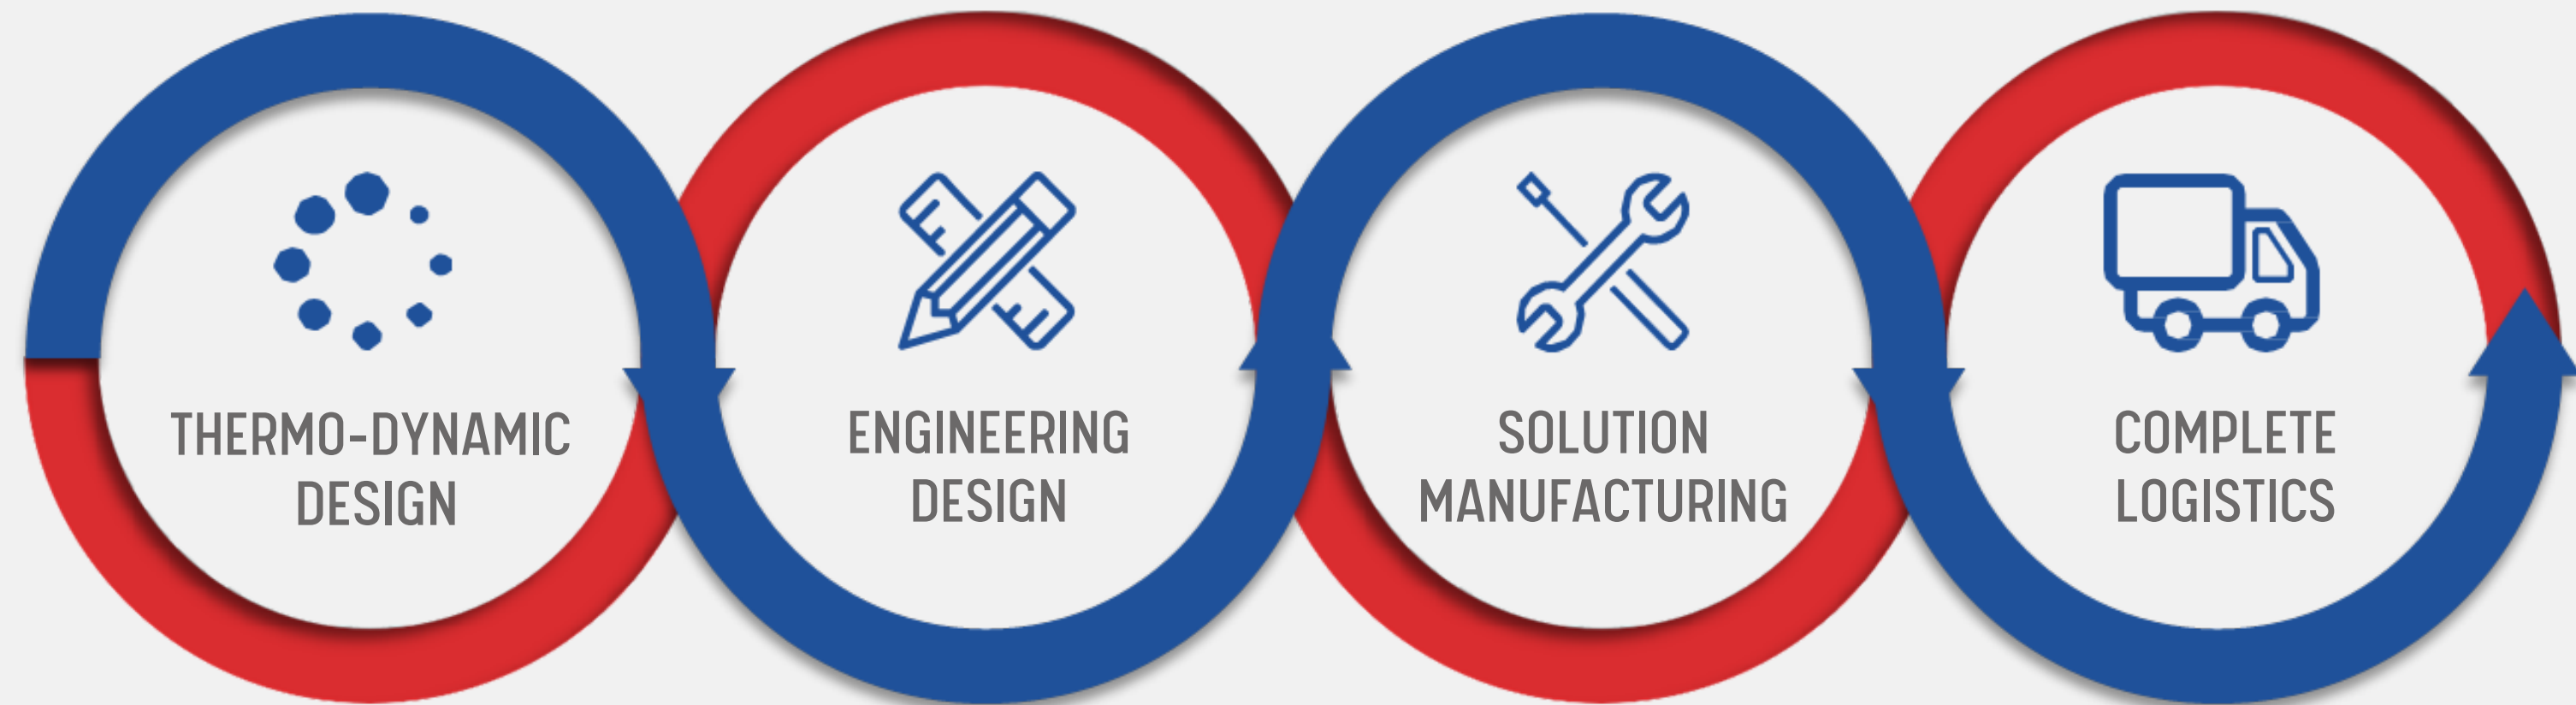 THERMO-DYNAMIC
DESIGN
ENGINEERING
DESIGN
SOLUTION
MANUFACTURING
COMPLETE
LOGISTICS